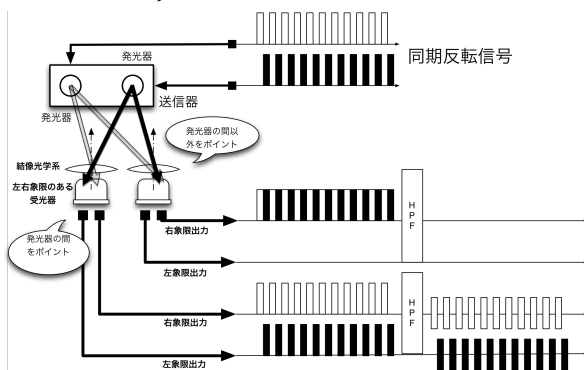 発光器
同期反転信号
送信器
発光器
発光器の間以
外をポイント
結像光学系
左右象限のある
受光器
発光器の間
をポイント
右象限出力
左象限出力
右象限出力
左象限出力
HPF
HPF